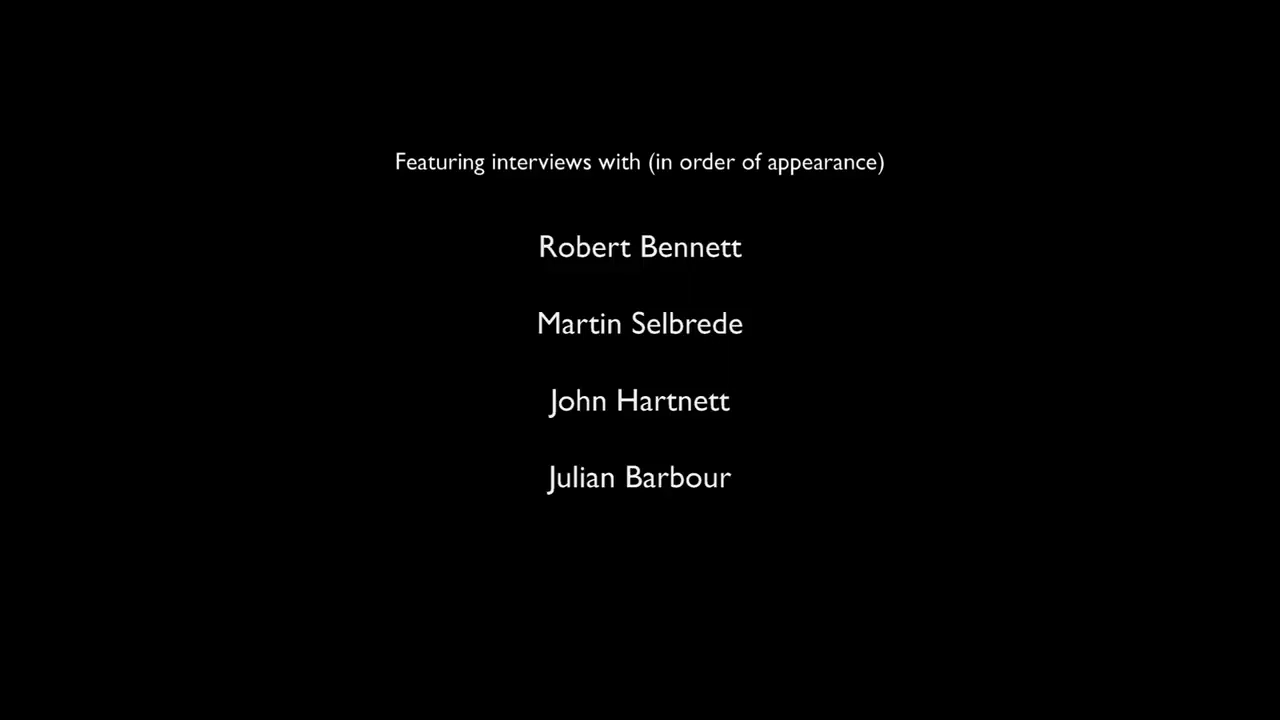 Featuring interviews with (in order of appearance)
Robert Bennett
Martin Selbrede
John Hartnett
Julian Barbour